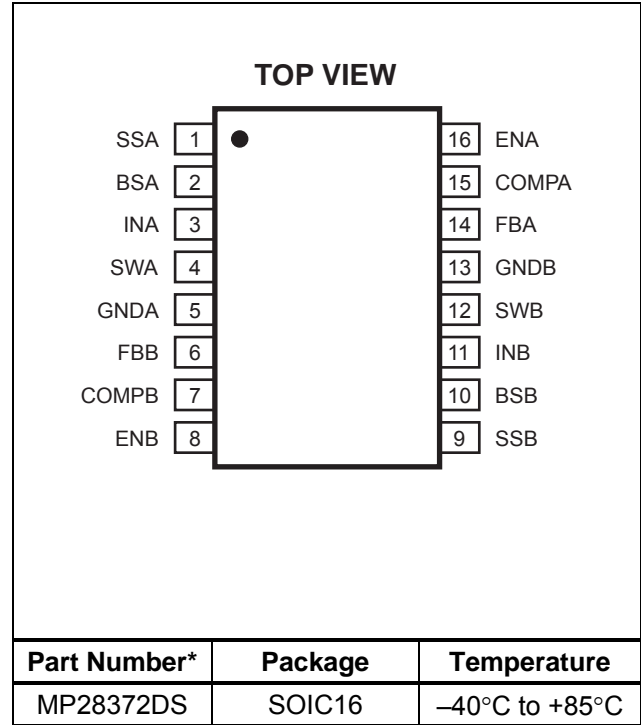 TOP VIEW
SSA 1 16 ENA
BSA 2 15 COMPA
INA 3 14 FBA
SWA 4 13 GNDB
GNDA 5 12 SWB
FBB 6 11 INB
COMPB 7 10 BSB
ENB 8 9 SSB
Part Number* Package Temperature
MP28372DS SOIC16 –40°C to +85°C